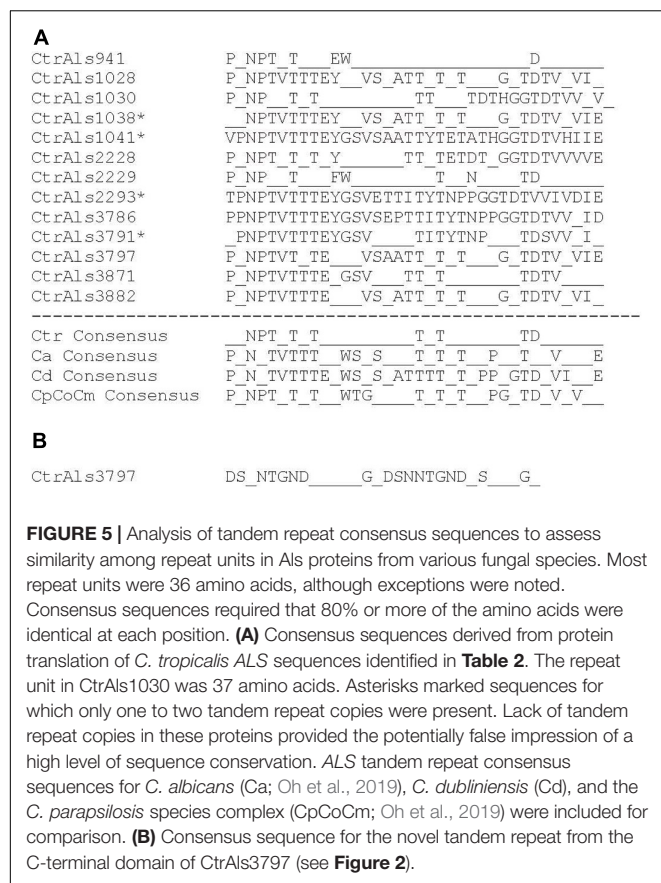 A
CtrAls941 P_NPT_T___EW__________________D_______
CtrAls1028 P_NPTVTTTEY__VS_ATT_T_T___G_TDTV_VI_
CtrAls1030 P_NP__T_T__________TT___TDTHGGTDTVV_V_
CtrAls1038* __NPTVTTTEY__VS_ATT_T_T___G_TDTV_VIE
CtrAls1041* VPNPTVTTTEYGSVSAATTYTETATHGGTDTVHIIE
CtrAls2228 P_NPT_T_T_Y_______TT_TETDT_GGTDTVVVVE
CtrAls2229 P_NP__T___FW_________T__N____TD_______
CtrAls2293* TPNPTVTTTEYGSVETTITYTNPPGGTDTVVIVDIE
CtrAls3786 PPNPTVTTTEYGSVSEPTTITYTNPPGGTDTVV_ID
CtrAls3791* _PNPTVTTTEYGSV_____TITYTNP___TDSVV_I_
CtrAls3797 P_NPTVT_TE___VSAATT_T_T___G_TDTV_VIE
CtrAls3871 P_NPTVTTTE_GSV___TT_T________TDTV_____
CtrAls3882 P_NPTVTTTE___VS_ATT_T_T___G_TDTV_VI_
Ctr Consensus __NPT_T_T_________T_T_______TD_______
Ca Consensus P_N_TVTTT__WS_S____T_T_T__P__T__V___E
Cd Consensus P_N_TVTTTE_WS_S_ATTTT_T_PP_GTD_VI__E
CpCoCm Consensus P_NPT_T_T__WTG____T_T_T__PG_TD_V_V__
B
CtrAls3797 DS_NTGND_____G_DSNNTGND_S___G_
FIGURE 5 | Analysis of tandem repeat consensus sequences to assess
similarity among repeat units in Als proteins from various fungal species. Most
repeat units were 36 amino acids, although exceptions were noted.
Consensus sequences required that 80% or more of the amino acids were
identical at each position. (A) Consensus sequences derived from protein
translation of C. tropicalis ALS sequences identified in Table 2. The repeat
unit in CtrAls1030 was 37 amino acids. Asterisks marked sequences for
which only one to two tandem repeat copies were present. Lack of tandem
repeat copies in these proteins provided the potentially false impression of a
high level of sequence conservation. ALS tandem repeat consensus
sequences for C. albicans (Ca; Oh et al., 2019), C. dubliniensis (Cd), and the
C. parapsilosis species complex (CpCoCm; Oh et al., 2019) were included for
comparison. (B) Consensus sequence for the novel tandem repeat from the
C-terminal domain of CtrAls3797 (see Figure 2).